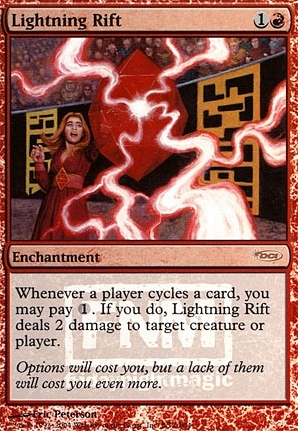 Lightning Rift 1
Enchantment
DCI
Whenever a player cycles a card, you
may pay 1. If you do, Lightning Rift
deals 2 damage to target creature or
player.
FNM
Options will cost you, but a lack of them
will cost you even more.
Eric Peterson